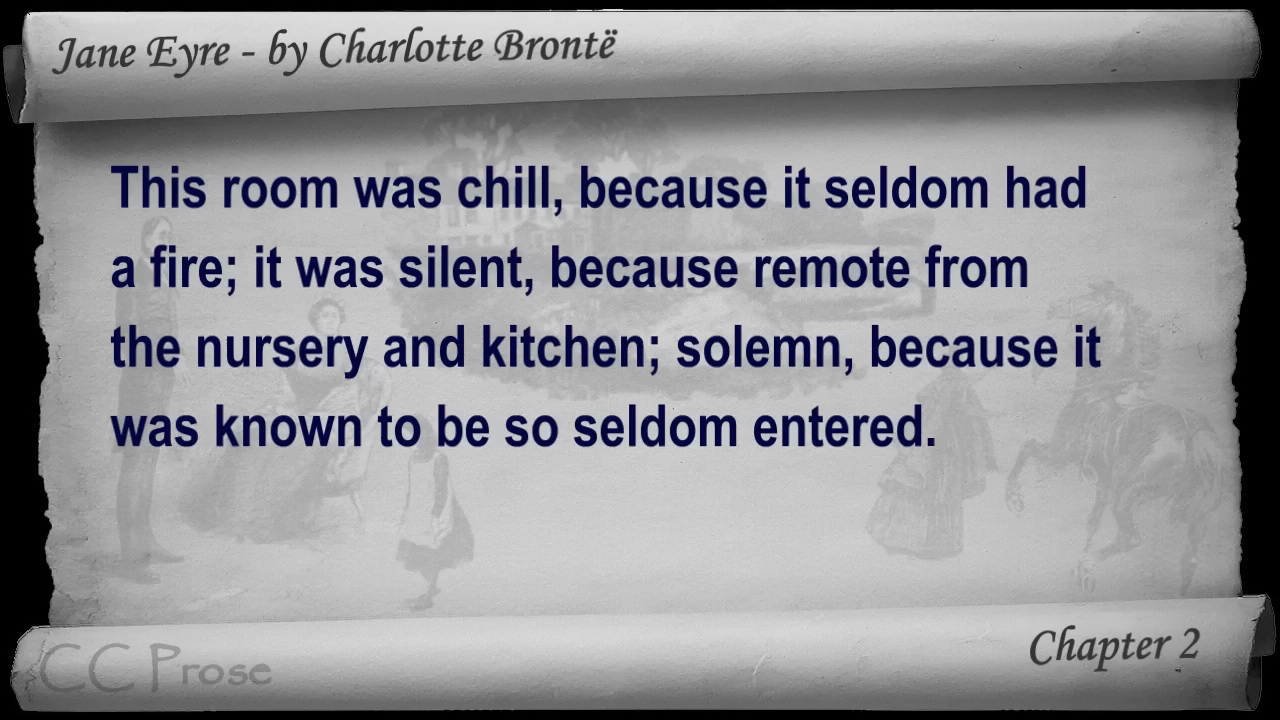 Jane Eyre - by Charlotte Brontë
This room was chill, because it seldom had
a fire; it was silent, because remote from
the nursery and kitchen; solemn, because it
was known to be so seldom entered.
Chapter 2
CC Prose